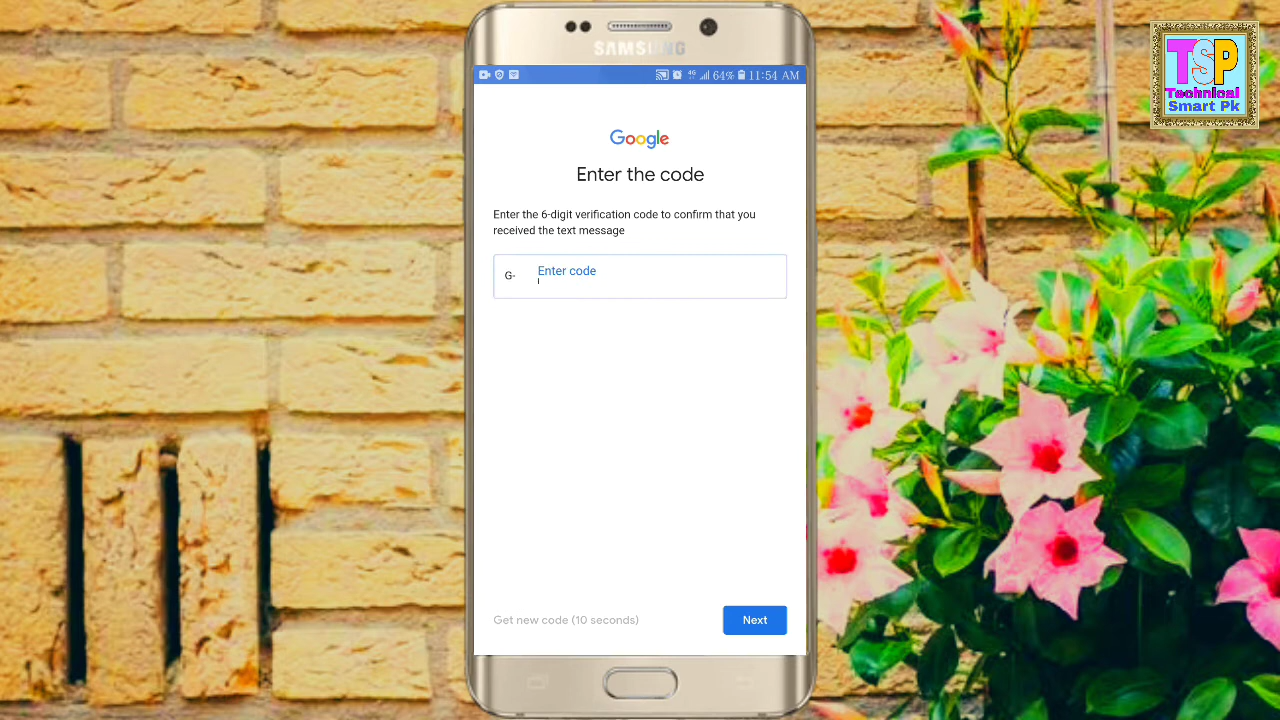 SAMSUNG
4G 64% 11:54 AM
Google
Enter the code
Enter the 6-digit verification code to confirm that you
received the text message
G- Enter code
Get new code (10 seconds)
Next
TSP
Technical
Smart Pk